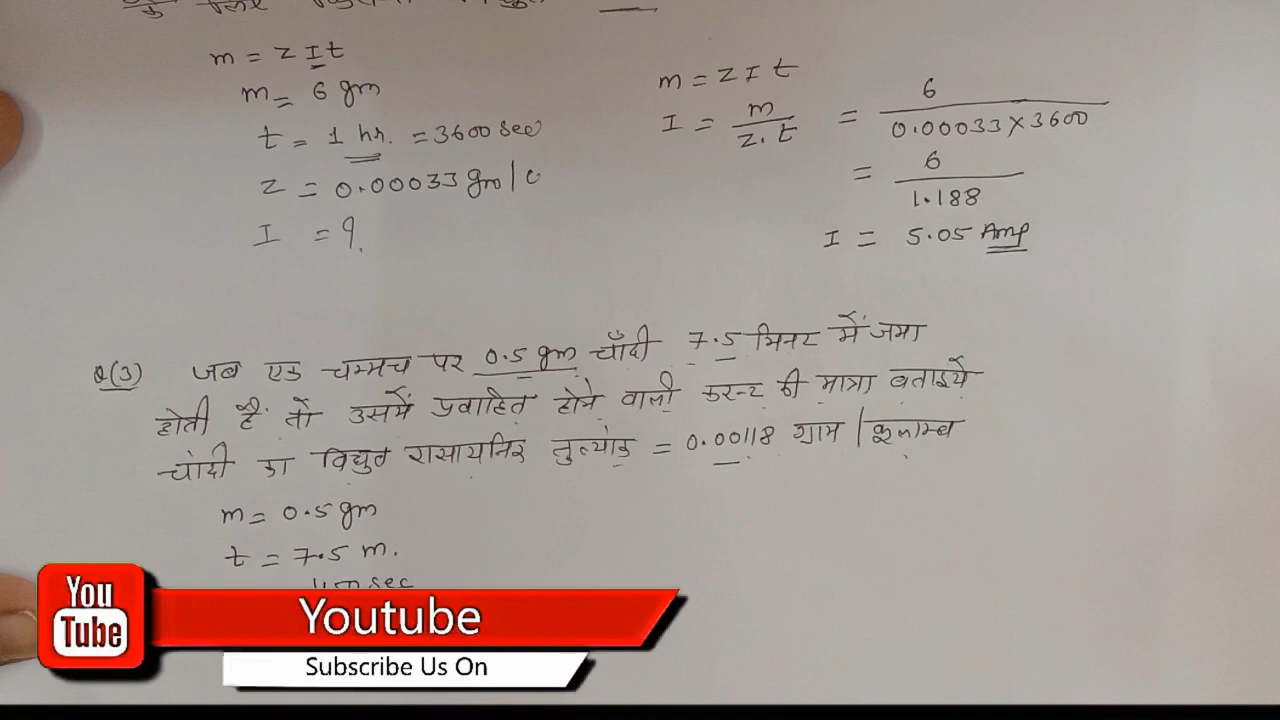 के लिए
m = Z I t
m = 6 gm
t = 1 hr. = 3600 sec
Z = 0.00033 gm/c
I = ?.
m = Z I t
I = m / Z. t = 6 / 0.00033 × 3600
= 6 / 1.188
I = 5.05 Amp
Q(3) जब एक चम्मच पर 0.5 gm चाँदी 7.5 मिनट में जमा
होती है तो उसमें प्रवाहित होने वाली करन्ट की मात्रा बताइये
चांदी का विद्युत रासायनिक तुल्यांक = 0.00118 ग्राम/कूलाम्ब
m = 0.5 gm
t = 7.5 m.
sec
You
Tube
Youtube
Subscribe Us On